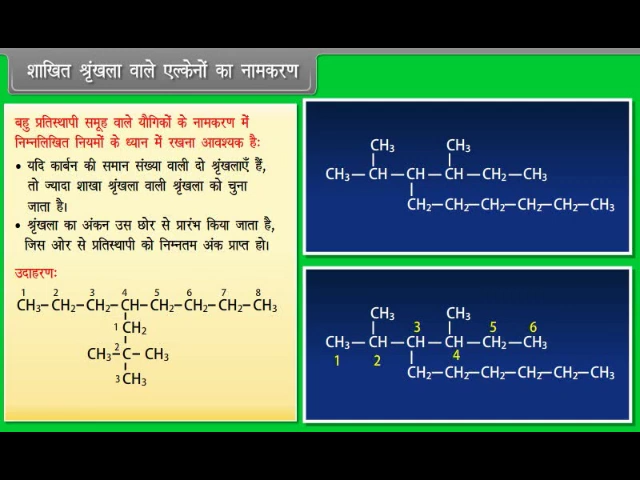 शाखित श्रृंखला वाले एल्केनों का नामकरण
बहु प्रतिस्थापी समूह वाले यौगिकों के नामकरण में
निम्नलिखित नियमों के ध्यान में रखना आवश्यक है:
• यदि कार्बन की समान संख्या वाली दो श्रृंखलाएँ हैं,
तो ज्यादा शाखा श्रृंखला वाली श्रृंखला को चुना
जाता है।
• श्रृंखला का अंकन उस छोर से प्रारंभ किया जाता है,
जिस ओर से प्रतिस्थापी को निम्नतम अंक प्राप्त हो।
उदाहरण:
1 2 3 4 5 6 7 8
CH₃–CH₂–CH₂–CH–CH₂–CH₂–CH₂–CH₃
1 CH₂
CH₃–2 C–CH₃
3 CH₃
CH₃ CH₃
CH₃–CH–CH–CH–CH₂–CH₃
CH₂–CH₂–CH₂–CH₂–CH₂–CH₃
CH₃ 3 CH₃ 5 6
CH₃–CH–CH–CH–CH₂–CH₃
1 2 4
CH₂–CH₂–CH₂–CH₂–CH₂–CH₃